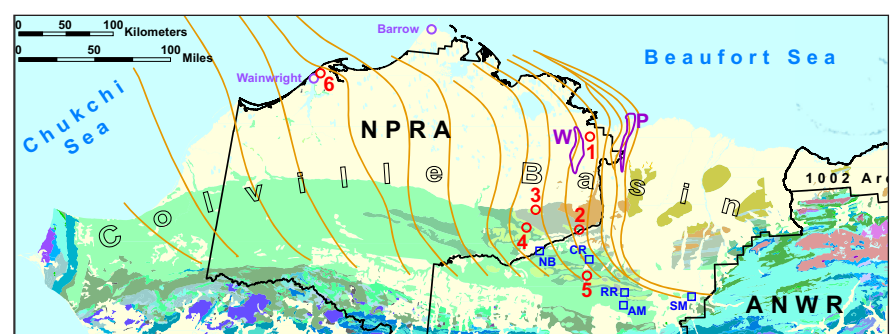 0 50 100 Kilometers
0 50 100 Miles
Barrow
Wainwright
6
Beaufort Sea
Chukchi
Sea
NPRA
W
P
1
1002 Are
Colville Basin
3
2
4
NB
CR
5
RR
AM
SM
ANWR